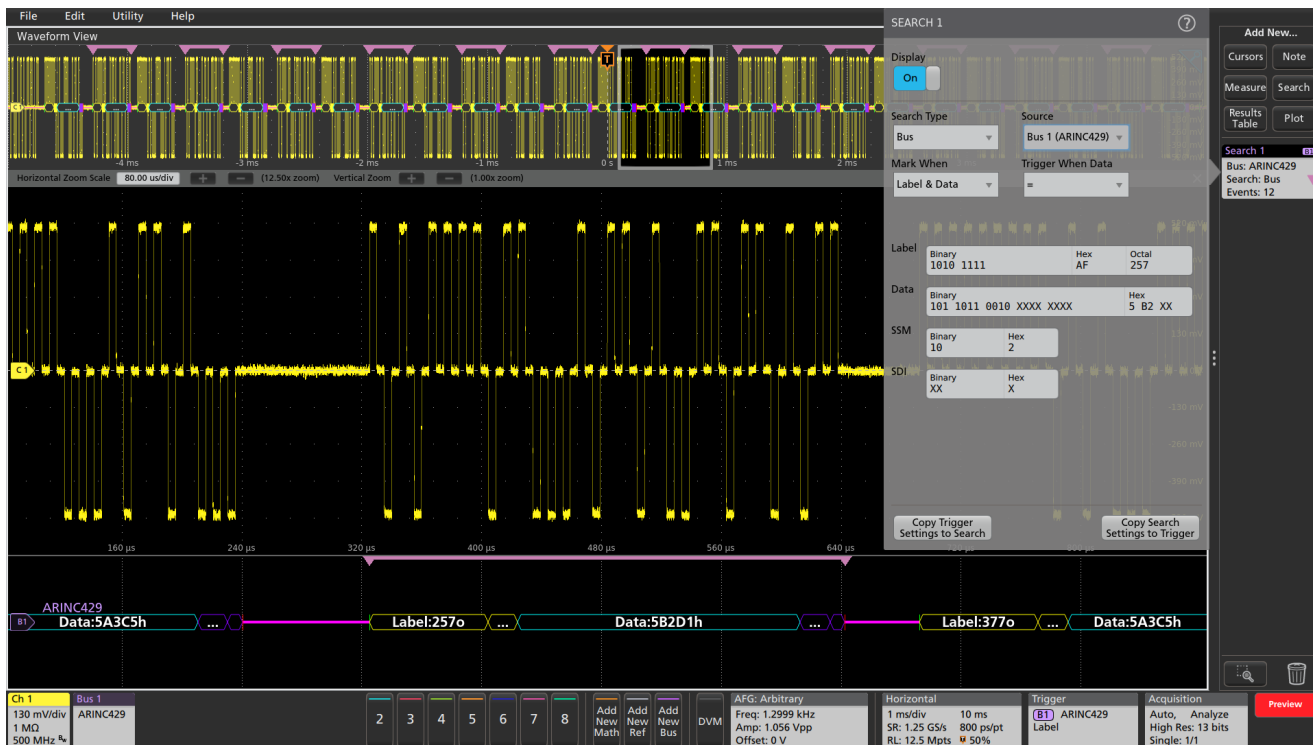 File Edit Utility Help
Waveform View
SEARCH 1
?
Add New...
Display
On
Cursors Note
Measure Search
Results Table Plot
Search Type Source
Bus Bus 1 (ARINC429)
Mark When Trigger When Data
Label & Data =
T
C
-4 ms -3 ms -2 ms -1 ms 0 s 1 ms 2 ms
Horizontal Zoom Scale 80.00 us/div + − (12.50x zoom) Vertical Zoom + − (1.00x zoom)
Search 1 B1
Bus: ARINC429
Search: Bus
Events: 12
Label
Binary Hex Octal
1010 1111 AF 257
Data
Binary Hex
101 1011 0010 XXXX XXXX 5 B2 XX
SSM
Binary Hex
10 2
SDI
Binary Hex
XX X
C 1
-130 mV
-260 mV
-390 mV
Copy Trigger Settings to Search
Copy Search Settings to Trigger
160 µs 240 µs 320 µs 400 µs 480 µs 560 µs 640 µs
ARINC429
B1 Data:5A3C5h ... Label:257o ... Data:5B2D1h ... Label:377o ... Data:5A3C5h
Ch 1
130 mV/div
1 MΩ
500 MHz Bw
Bus 1
ARINC429
2 3 4 5 6 7 8
Add New Math
Add New Ref
Add New Bus
DVM
AFG: Arbitrary
Freq: 1.2999 kHz
Amp: 1.056 Vpp
Offset: 0 V
Horizontal
1 ms/div 10 ms
SR: 1.25 GS/s 800 ps/pt
RL: 12.5 Mpts 50%
Trigger
B1 ARINC429
Label
Acquisition
Auto, Analyze
High Res: 13 bits
Single: 1/1
Preview